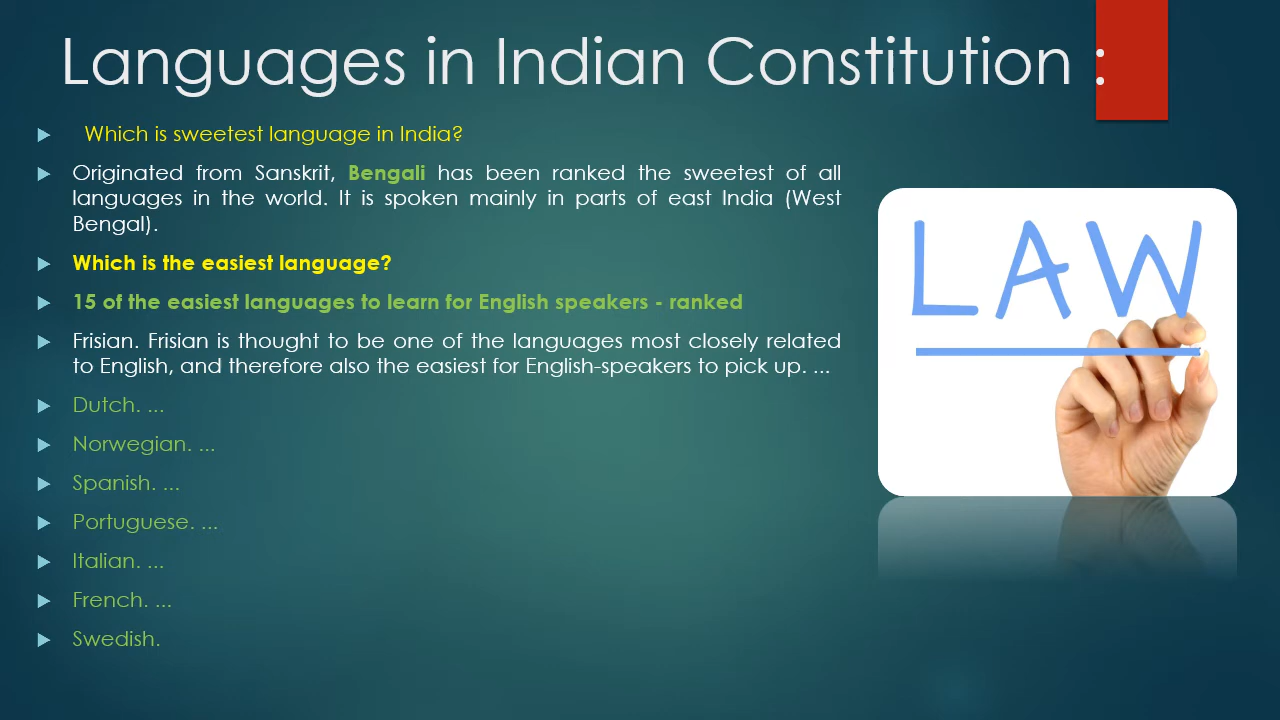 Languages in Indian Constitution :
Which is sweetest language in India?
Originated from Sanskrit, Bengali has been ranked the sweetest of all
languages in the world. It is spoken mainly in parts of east India (West
Bengal).
Which is the easiest language?
15 of the easiest languages to learn for English speakers - ranked
Frisian. Frisian is thought to be one of the languages most closely related
to English, and therefore also the easiest for English-speakers to pick up. ...
Dutch. ...
Norwegian. ...
Spanish. ...
Portuguese. ...
Italian. ...
French. ...
Swedish.
LAW